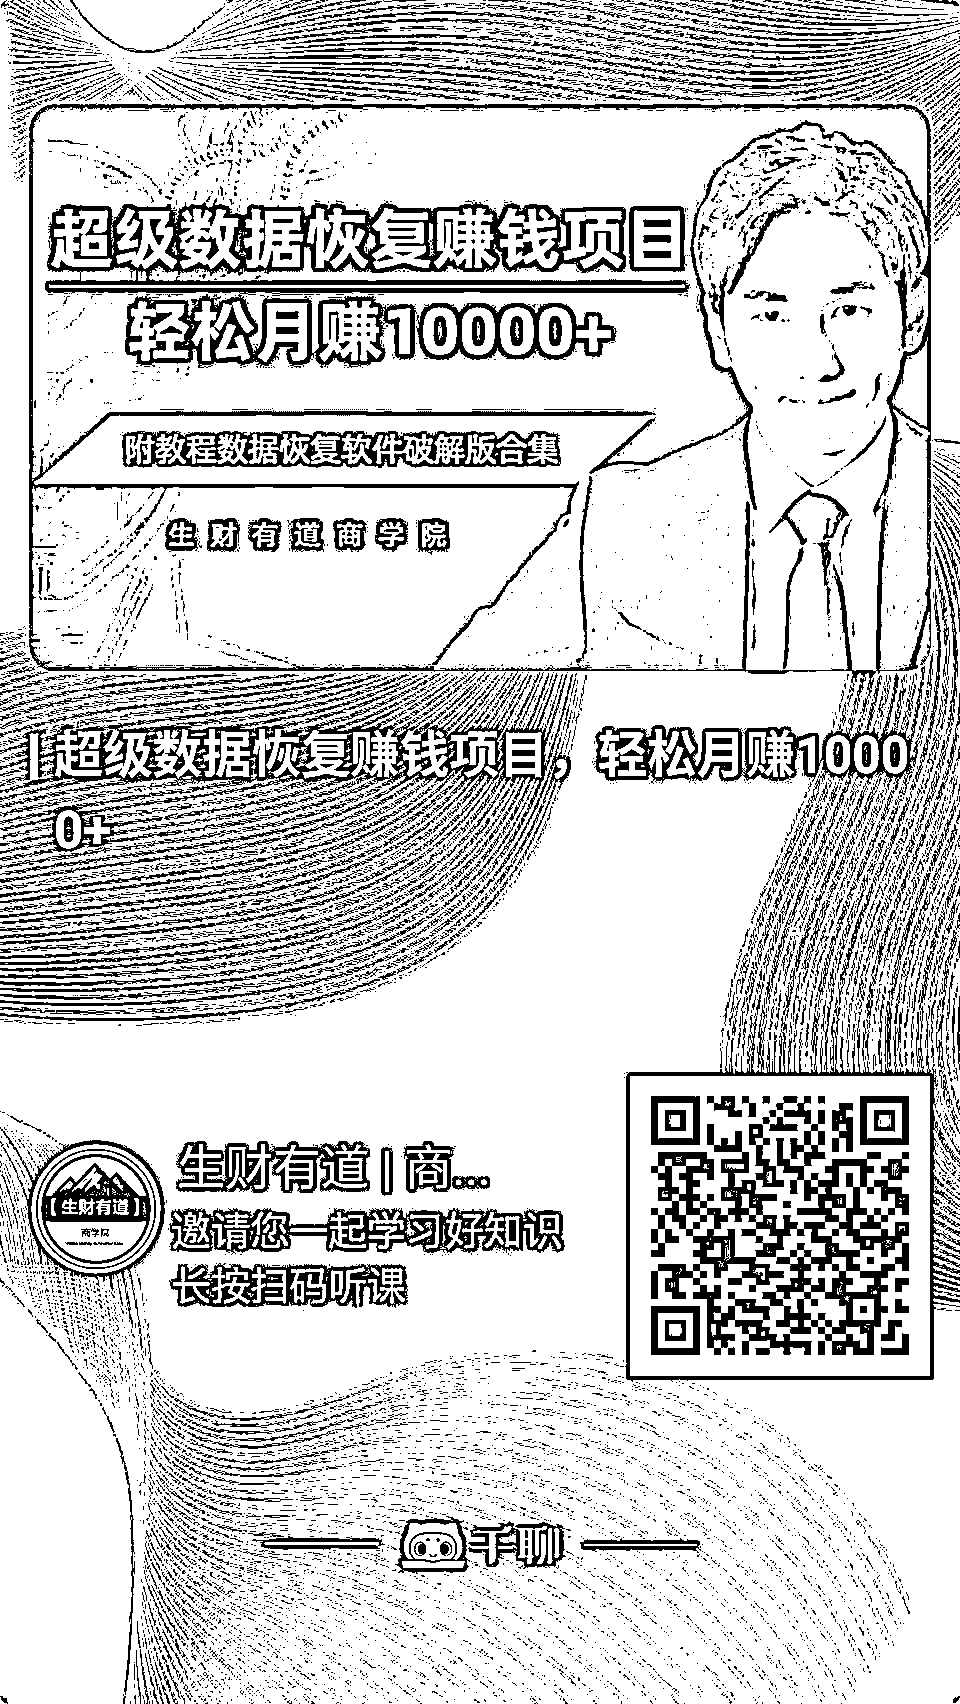 超级数据恢复赚钱项目
轻松月赚10000+
附教程数据恢复软件破解版合集
生财有道商学院
| 超级数据恢复赚钱项目，轻松月赚1000
0+
生财有道 | 商...
【生财有道】
商学院
邀请您一起学习好知识
长按扫码听课
千聊